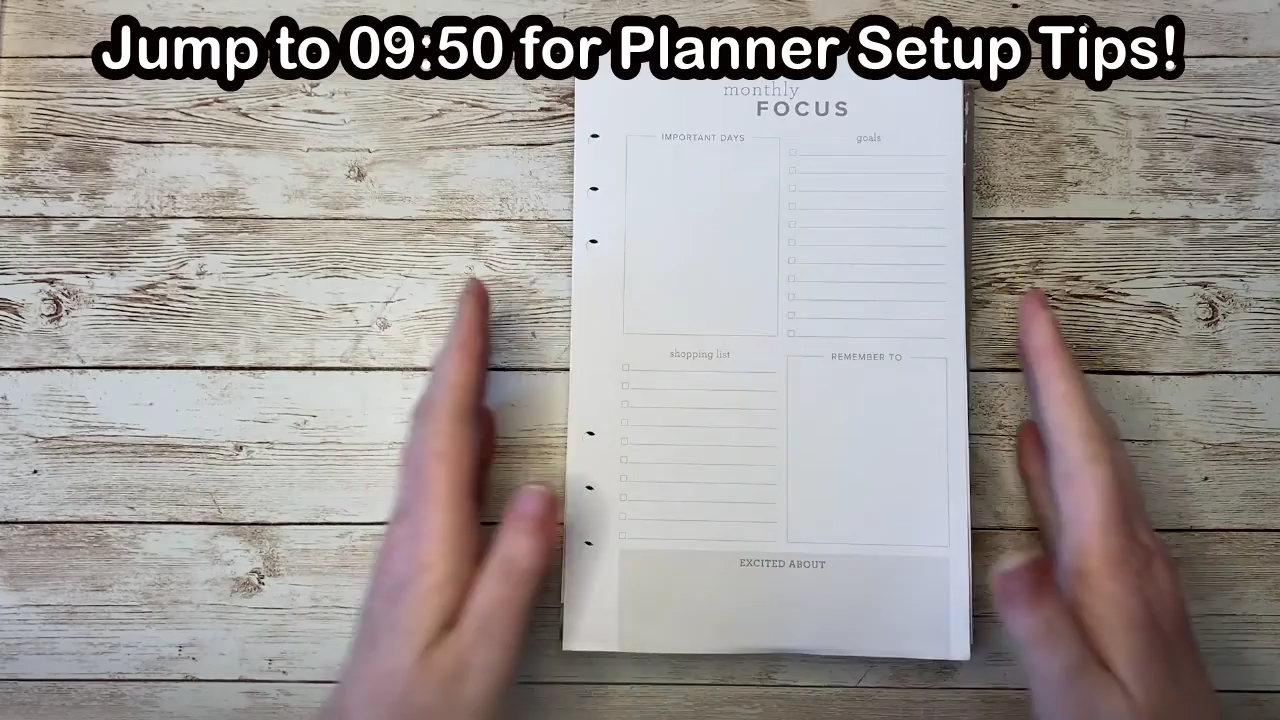 Jump to 09:50 for Planner Setup Tips!
monthly
FOCUS
IMPORTANT DAYS
goals
shopping list
REMEMBER TO
EXCITED ABOUT